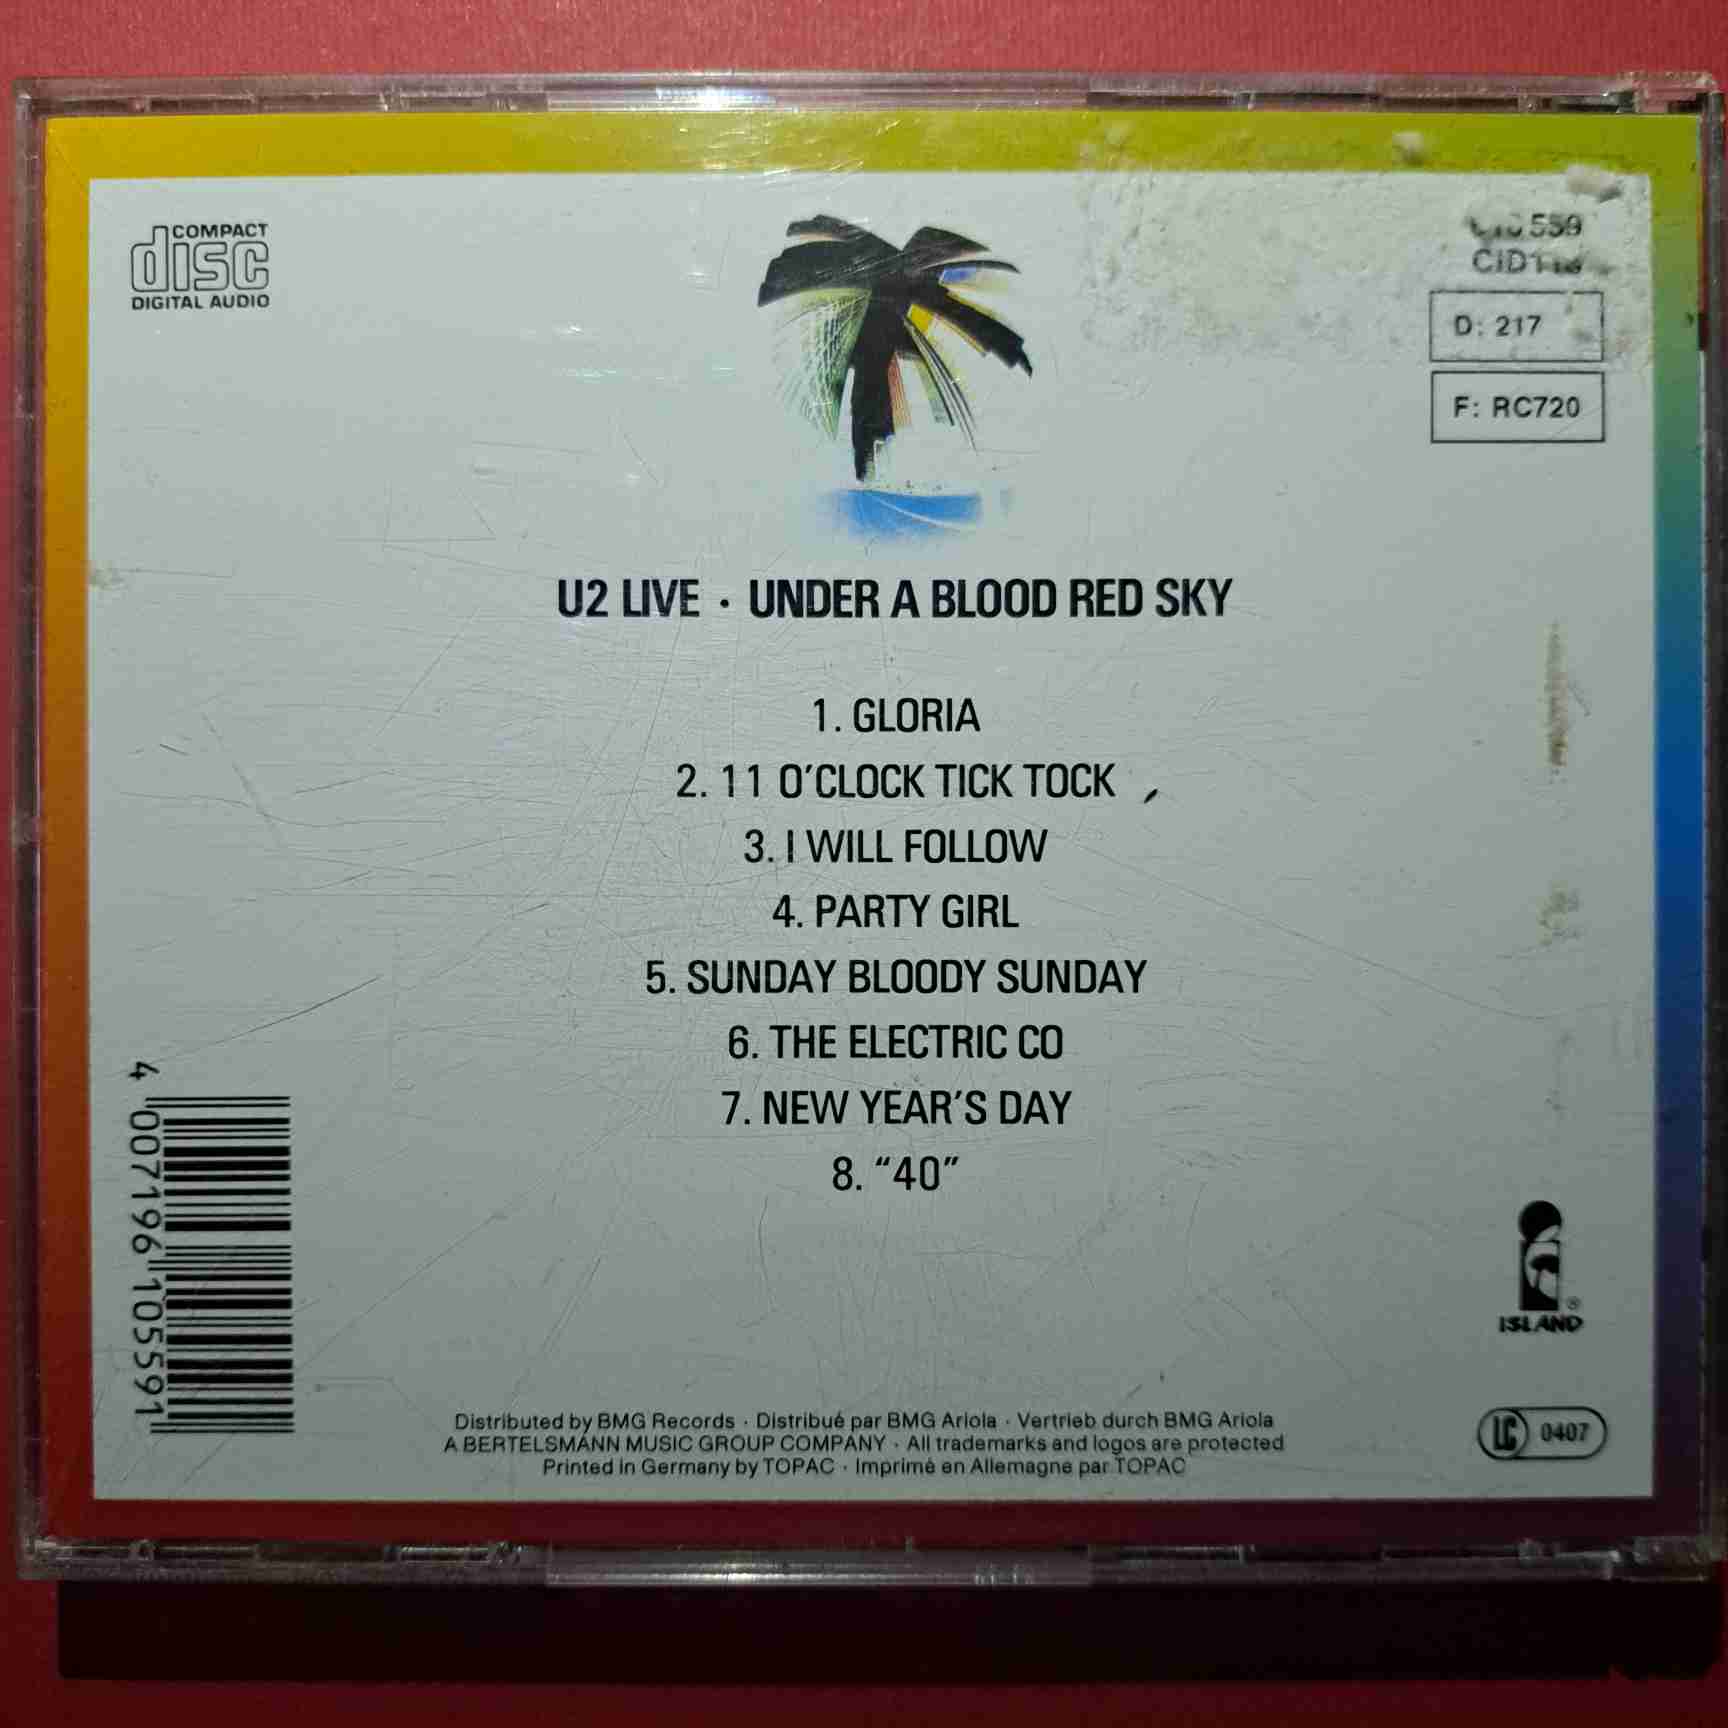 COMPACT
disc
DIGITAL AUDIO
559
D: 217
F: RC720
U2 LIVE · UNDER A BLOOD RED SKY
1. GLORIA
2. 11 O'CLOCK TICK TOCK
3. I WILL FOLLOW
4. PARTY GIRL
5. SUNDAY BLOODY SUNDAY
6. THE ELECTRIC CO
7. NEW YEAR'S DAY
8. “40”
4 007196 105591
® ISLAND
Distributed by BMG Records · Distribué par BMG Ariola · Vertrieb durch BMG Ariola
A BERTELSMANN MUSIC GROUP COMPANY · All trademarks and logos are protected
Printed in Germany by TOPAC · Imprimé en Allemagne par TOPAC
LC 0407